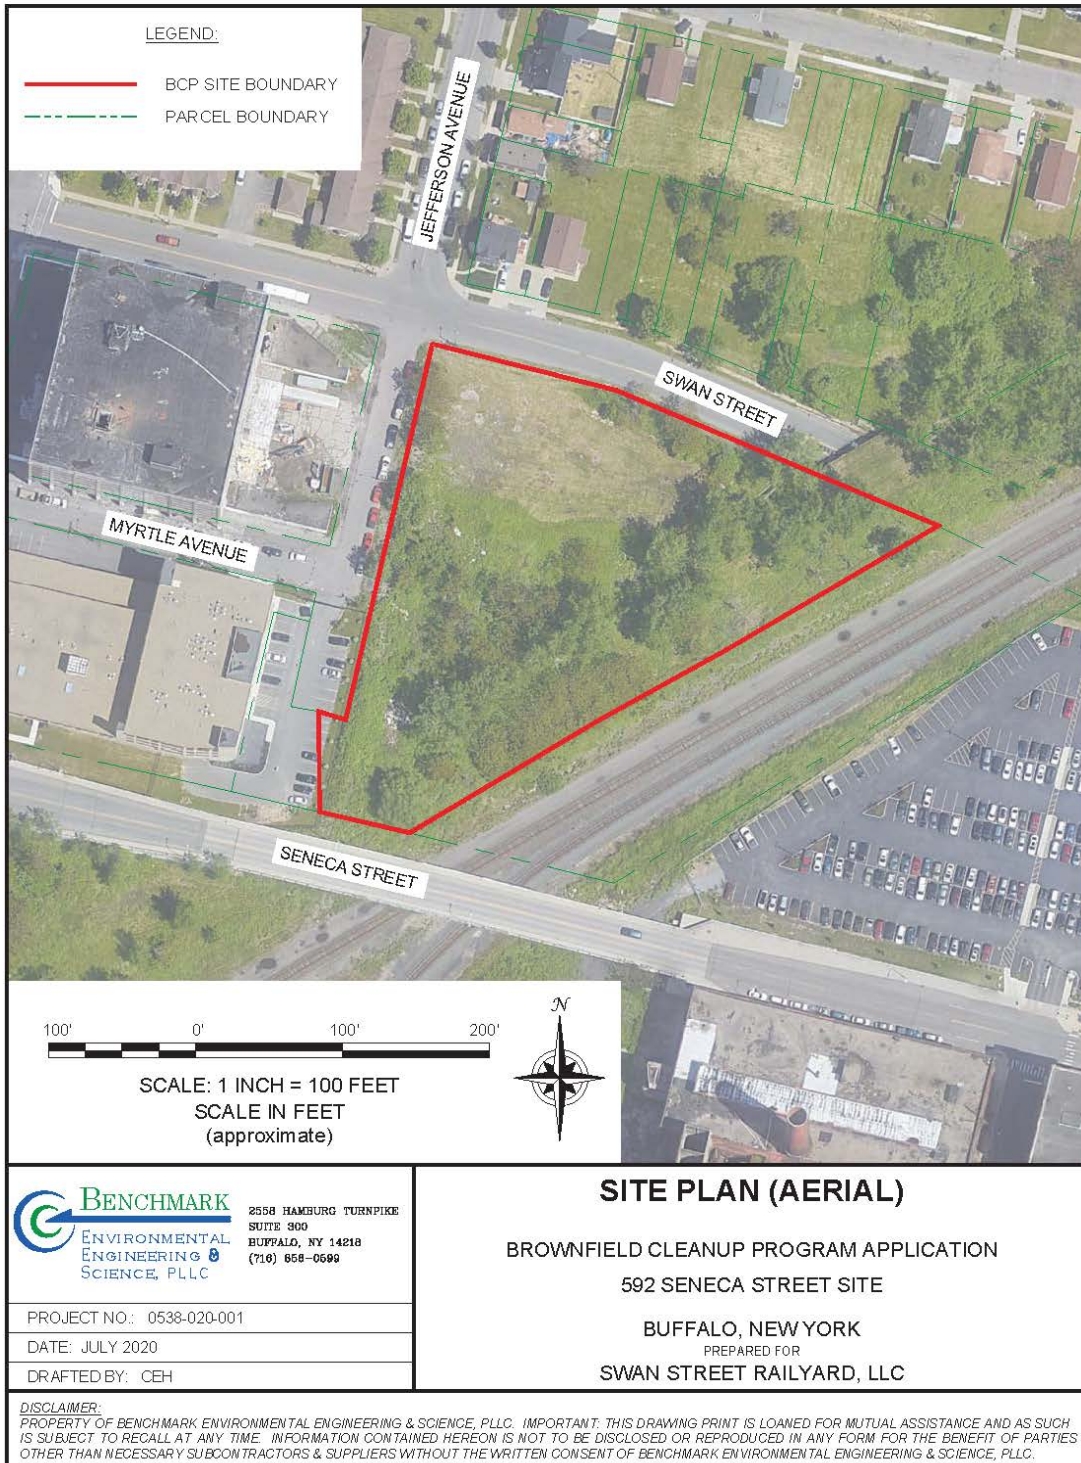 LEGEND:
BCP SITE BOUNDARY
PARCEL BOUNDARY
JEFFERSON AVENUE
SWAN STREET
MYRTLE AVENUE
SENECA STREET
100' 0' 100' 200'
SCALE: 1 INCH = 100 FEET
SCALE IN FEET
(approximate)
N
BENCHMARK
ENVIRONMENTAL
ENGINEERING &
SCIENCE, PLLC
2558 HAMBURG TURNPIKE
SUITE 300
BUFFALO, NY 14218
(716) 856-0599
PROJECT NO.: 0538-020-001
DATE: JULY 2020
DRAFTED BY: CEH
SITE PLAN (AERIAL)
BROWNFIELD CLEANUP PROGRAM APPLICATION
592 SENECA STREET SITE
BUFFALO, NEW YORK
PREPARED FOR
SWAN STREET RAILYARD, LLC
DISCLAIMER:
PROPERTY OF BENCHMARK ENVIRONMENTAL ENGINEERING & SCIENCE, PLLC. IMPORTANT: THIS DRAWING PRINT IS LOANED FOR MUTUAL ASSISTANCE AND AS SUCH
IS SUBJECT TO RECALL AT ANY TIME. INFORMATION CONTAINED HEREON IS NOT TO BE DISCLOSED OR REPRODUCED IN ANY FORM FOR THE BENEFIT OF PARTIES
OTHER THAN NECESSARY SUBCONTRACTORS & SUPPLIERS WITHOUT THE WRITTEN CONSENT OF BENCHMARK ENVIRONMENTAL ENGINEERING & SCIENCE, PLLC.